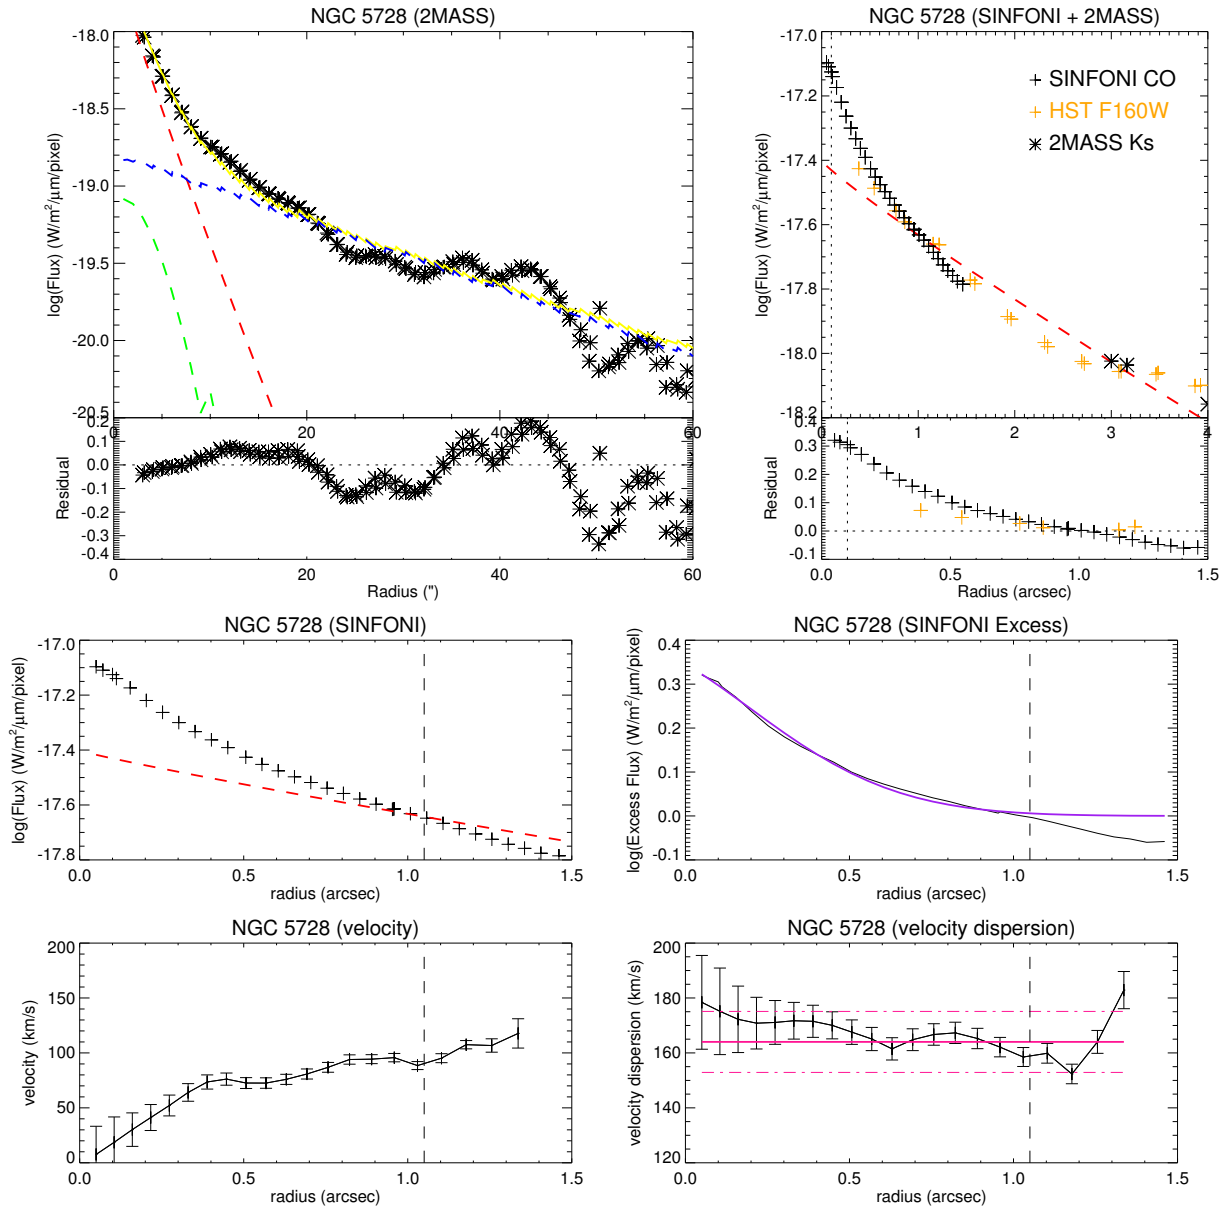 NGC 5728 (2MASS)
log(Flux) (W/m²/μm/pixel)
-18.0
-18.5
-19.0
-19.5
-20.0
-20.5
0 20 40 60
Residual
0.2
0.1
0.0
-0.1
-0.2
-0.3
-0.4
0 10 20 30 40 50 60
Radius (")
NGC 5728 (SINFONI + 2MASS)
log(Flux) (W/m²/μm/pixel)
-17.0
-17.2
-17.4
-17.6
-17.8
-18.0
-18.2
SINFONI CO
HST F160W
2MASS Ks
0 1 2 3 4
Residual
0.4
0.3
0.2
0.1
0.0
-0.1
0.0 0.5 1.0 1.5
Radius (arcsec)
NGC 5728 (SINFONI)
log(Flux) (W/m²/μm/pixel)
-17.0
-17.2
-17.4
-17.6
-17.8
0.0 0.5 1.0 1.5
radius (arcsec)
NGC 5728 (SINFONI Excess)
log(Excess Flux) (W/m²/μm/pixel)
0.4
0.3
0.2
0.1
0.0
-0.1
0.0 0.5 1.0 1.5
radius (arcsec)
NGC 5728 (velocity)
velocity (km/s)
200
150
100
50
0
0.0 0.5 1.0 1.5
radius (arcsec)
NGC 5728 (velocity dispersion)
velocity dispersion (km/s)
200
180
160
140
120
0.0 0.5 1.0 1.5
radius (arcsec)